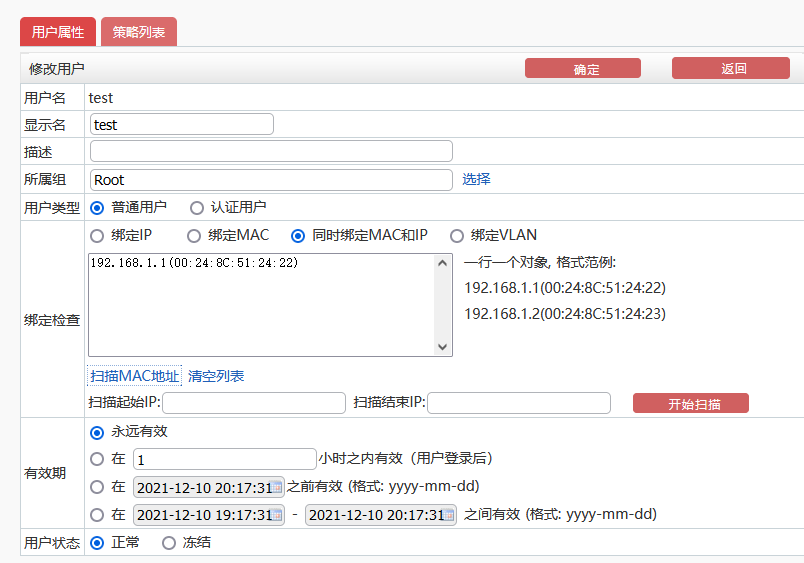 用户属性 策略列表
修改用户 确定 返回
用户名 test
显示名 test
描述
所属组 Root 选择
用户类型 普通用户 认证用户
绑定检查 绑定IP 绑定MAC 同时绑定MAC和IP 绑定VLAN
192.168.1.1(00:24:8C:51:24:22) 一行一个对象, 格式范例:
192.168.1.1(00:24:8C:51:24:22)
192.168.1.2(00:24:8C:51:24:23)
扫描MAC地址 清空列表
扫描起始IP: 扫描结束IP: 开始扫描
有效期 永远有效
在 1 小时之内有效（用户登录后）
在 2021-12-10 20:17:31 之前有效 (格式: yyyy-mm-dd)
在 2021-12-10 19:17:31 - 2021-12-10 20:17:31 之间有效 (格式: yyyy-mm-dd)
用户状态 正常 冻结